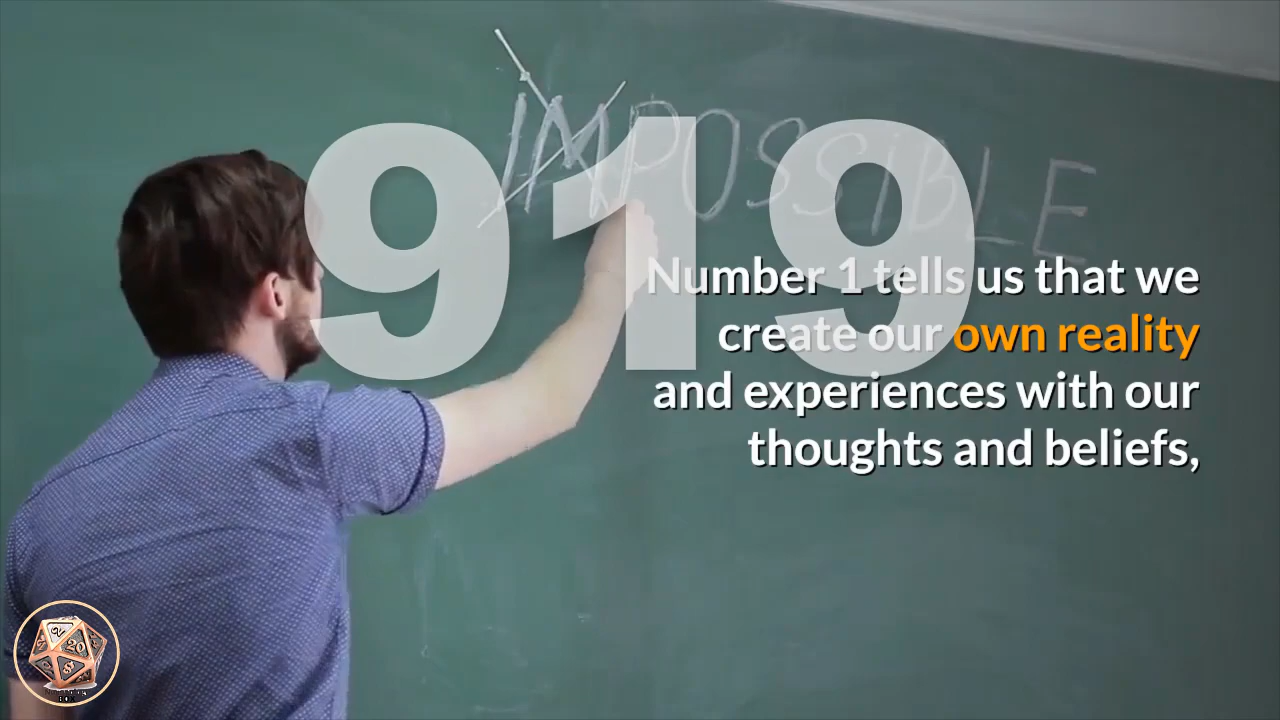 IMPOSSIBLE
919
Number 1 tells us that we
create our own reality
and experiences with our
thoughts and beliefs,
20